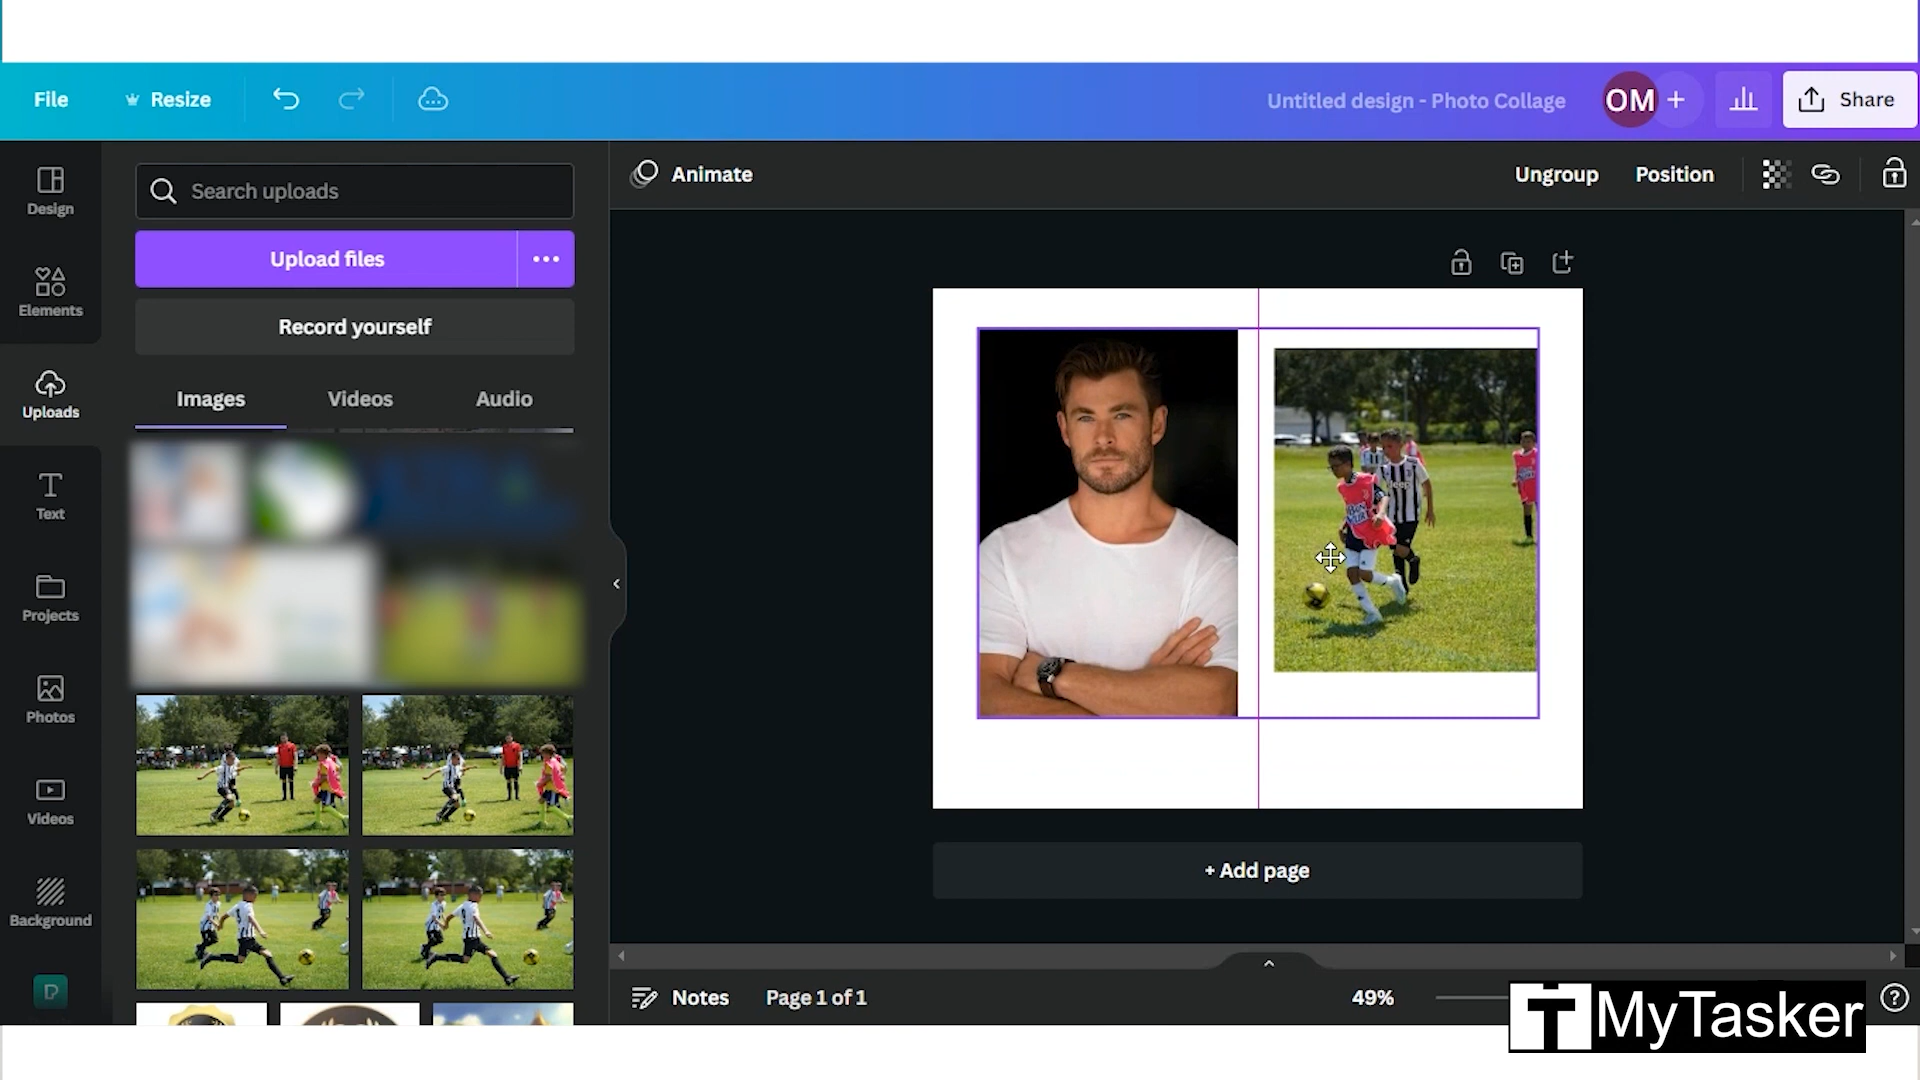 File
Resize
Untitled design - Photo Collage
OM
+
Share
Design
Elements
Uploads
Text
Projects
Photos
Videos
Background
Search uploads
Upload files
Record yourself
Images
Videos
Audio
Animate
Ungroup
Position
Jeep
+ Add page
Notes
Page 1 of 1
49%
?
T MyTasker